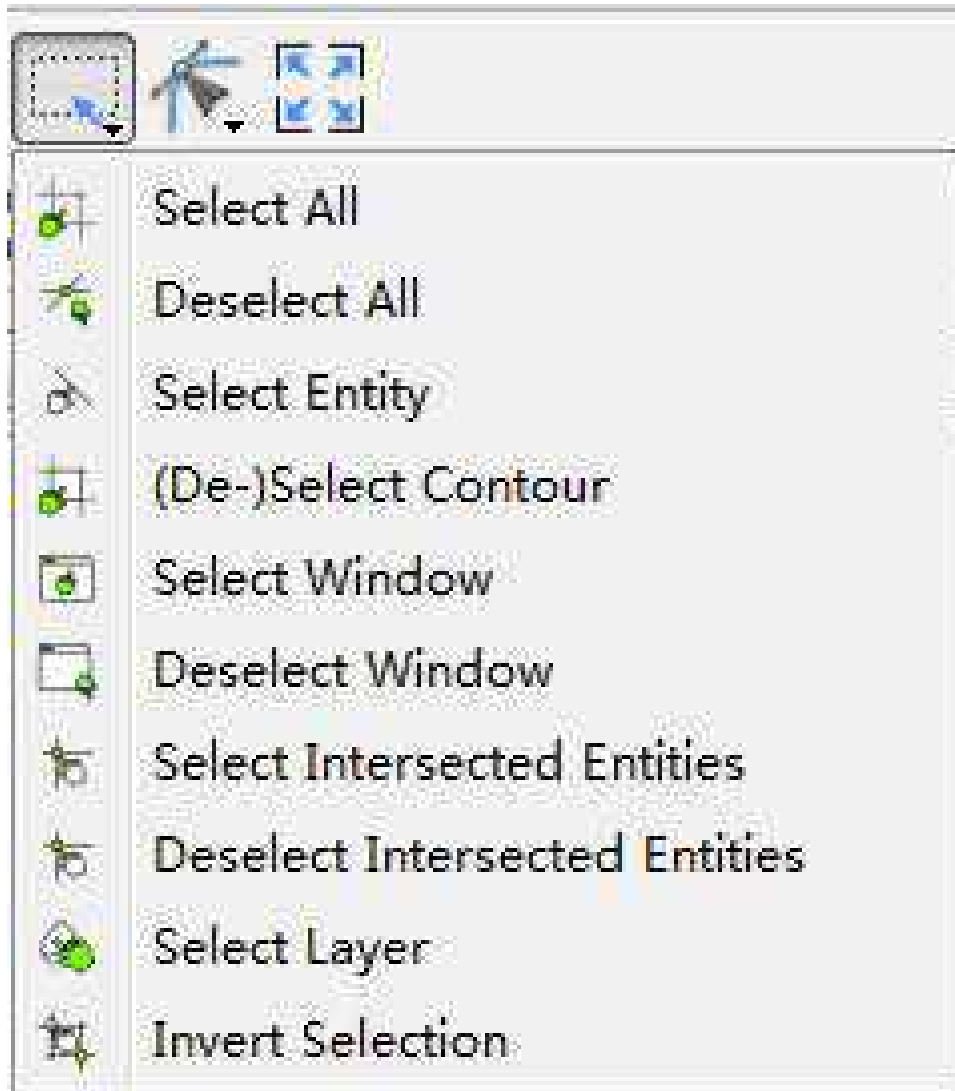 Select All
Deselect All
Select Entity
(De-)Select Contour
Select Window
Deselect Window
Select Intersected Entities
Deselect Intersected Entities
Select Layer
Invert Selection